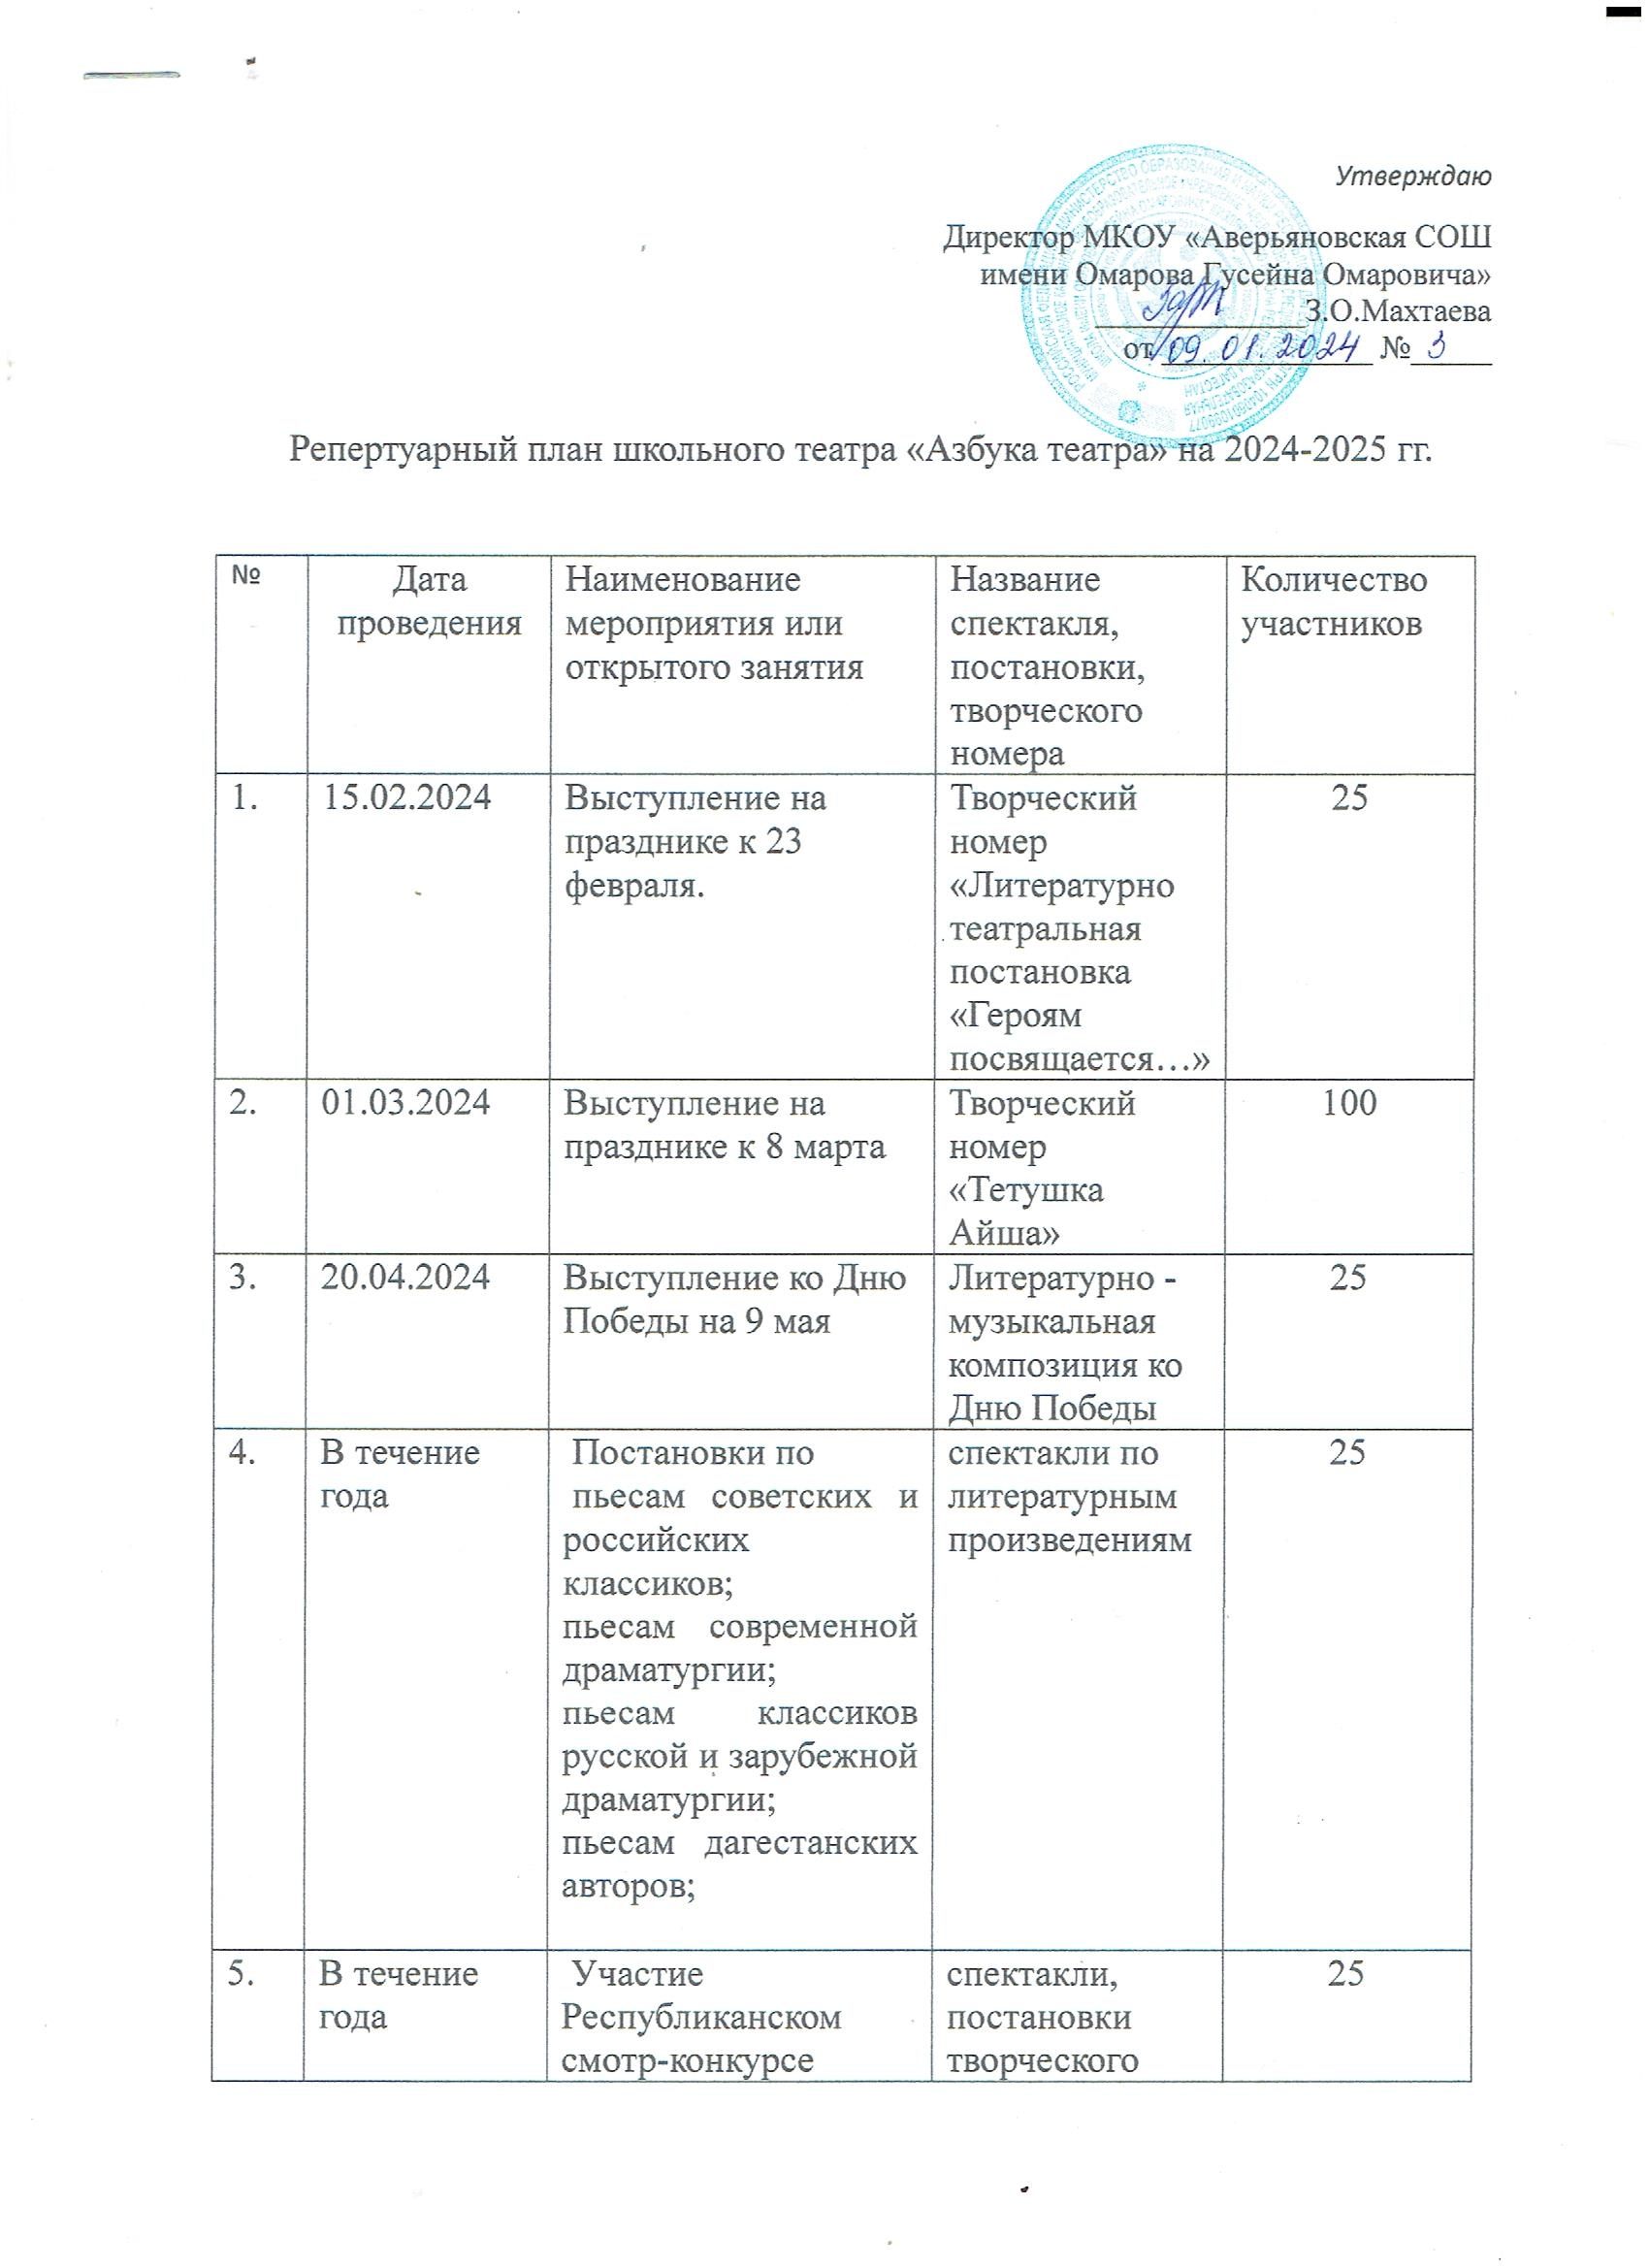 Утверждаю
Директор МКОУ «Аверьяновская СОШ
имени Омарова Гусейна Омаровича»
З.О.Махтаева
от 09.01.2024 № 3
Репертуарный план школьного театра «Азбука театра» на 2024-2025 гг.
№
Дата
проведения
Наименование
мероприятия или
открытого занятия
Название
спектакля,
постановки,
творческого
номера
Количество
участников
1.
15.02.2024
Выступление на
празднике к 23
февраля.
Творческий
номер
«Литературно
театральная
постановка
«Героям
посвящается…»
25
2.
01.03.2024
Выступление на
празднике к 8 марта
Творческий
номер
«Тетушка
Айша»
100
3.
20.04.2024
Выступление ко Дню
Победы на 9 мая
Литературно -
музыкальная
композиция ко
Дню Победы
25
4.
В течение
года
Постановки по
пьесам советских и
российских
классиков;
пьесам современной
драматургии;
пьесам классиков
русской и зарубежной
драматургии;
пьесам дагестанских
авторов;
спектакли по
литературным
произведениям
25
5.
В течение
года
Участие
Республиканском
смотр-конкурсе
спектакли,
постановки
творческого
25